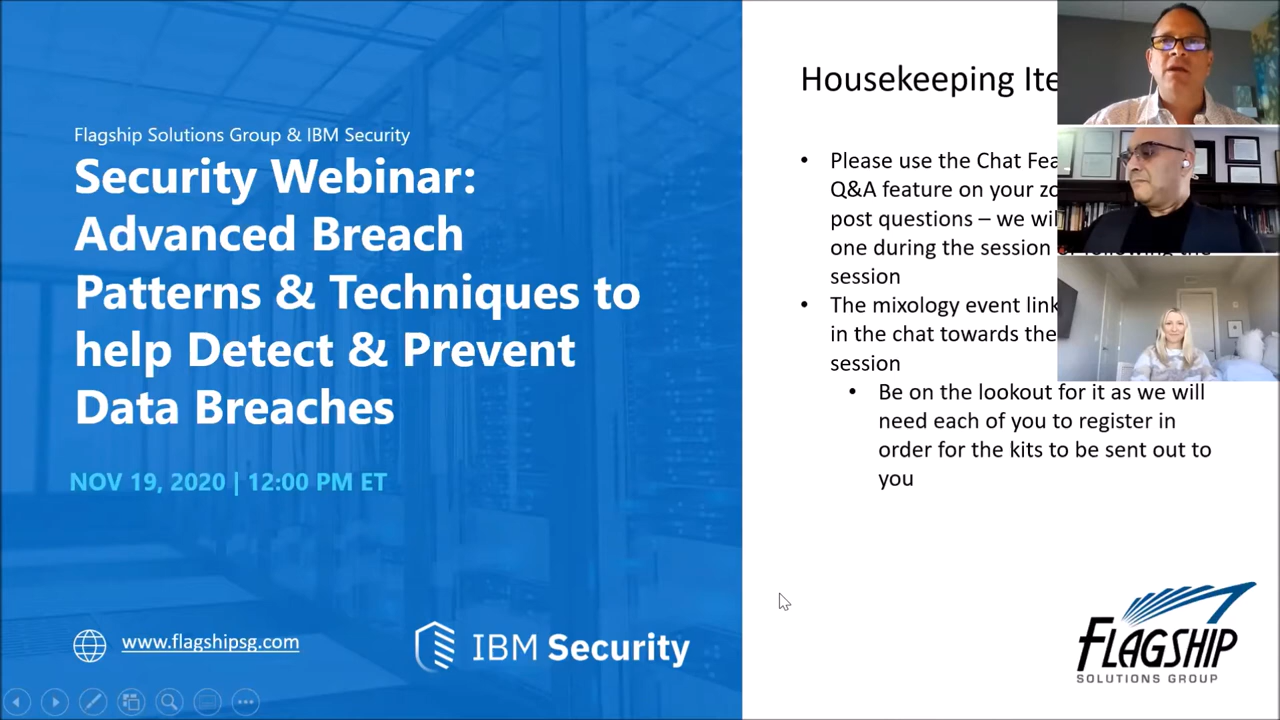 Flagship Solutions Group & IBM Security
Security Webinar:
Advanced Breach
Patterns & Techniques to
help Detect & Prevent
Data Breaches
NOV 19, 2020 | 12:00 PM ET
www.flagshipsg.com
IBM Security
Housekeeping Ite
• Please use the Chat Fea
Q&A feature on your zo
post questions – we wil
one during the session or following the
session
• The mixology event link
in the chat towards the
session
• Be on the lookout for it as we will
need each of you to register in
order for the kits to be sent out to
you
FLAGSHIP
SOLUTIONS GROUP